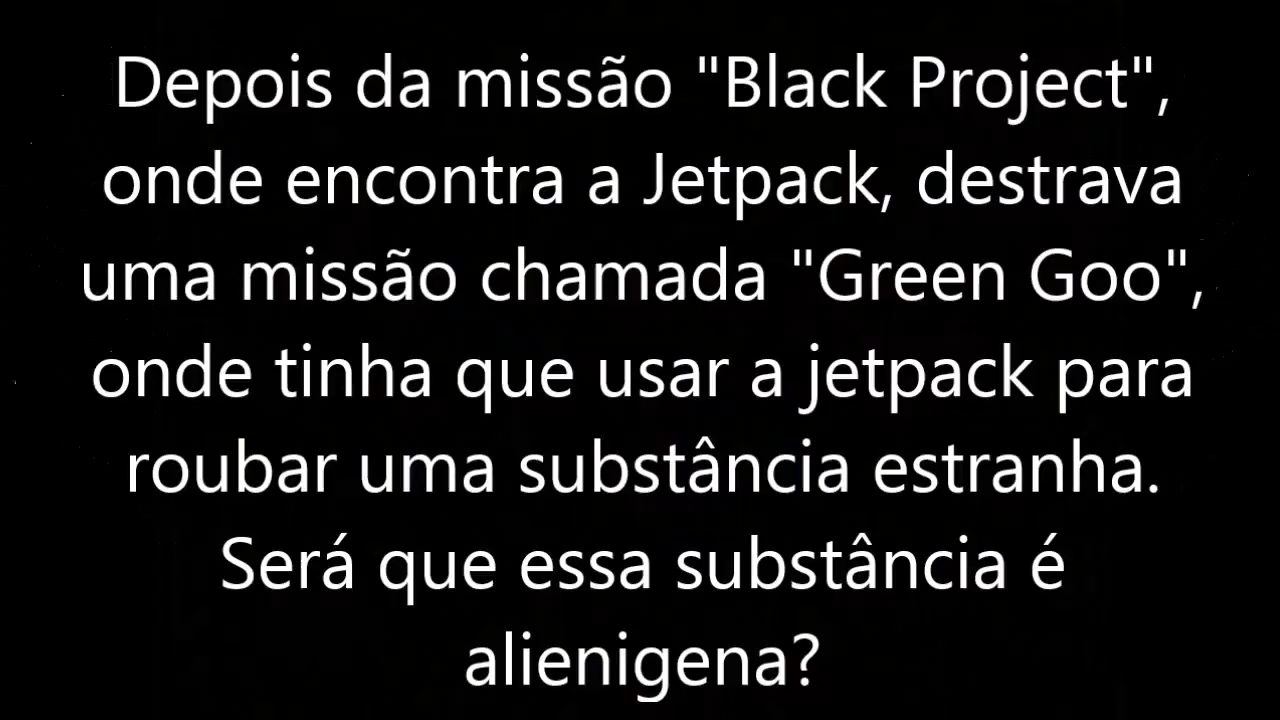 Depois da missão "Black Project",
onde encontra a Jetpack, destrava
uma missão chamada "Green Goo",
onde tinha que usar a jetpack para
roubar uma substância estranha.
Será que essa substância é
alienigena?